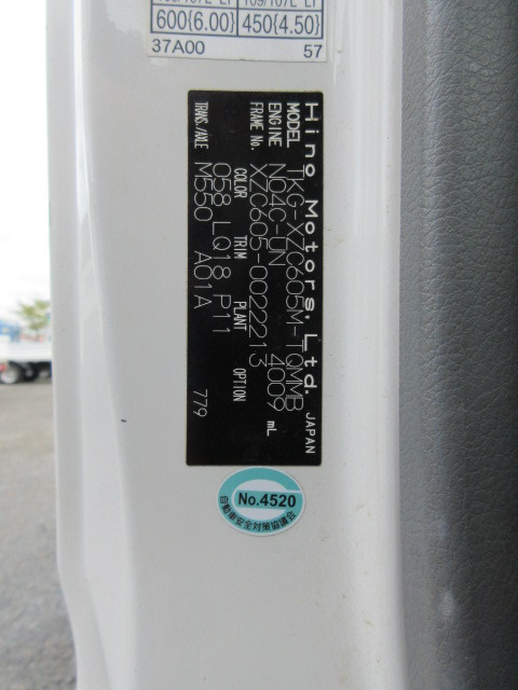 600{6.00} 450{4.50}
37A00 57
Hino Motors, Ltd. JAPAN
MODEL TKG-XZC605M-TQMMB
ENGINE N04C-UN 4009 mL
FRAME No. XZC605-0022213
COLOR TRIM PLANT OPTION
058 LQ18 P11
TRANS./AXLE M550 A01A 779
No.4520
自動車安全対策協議会